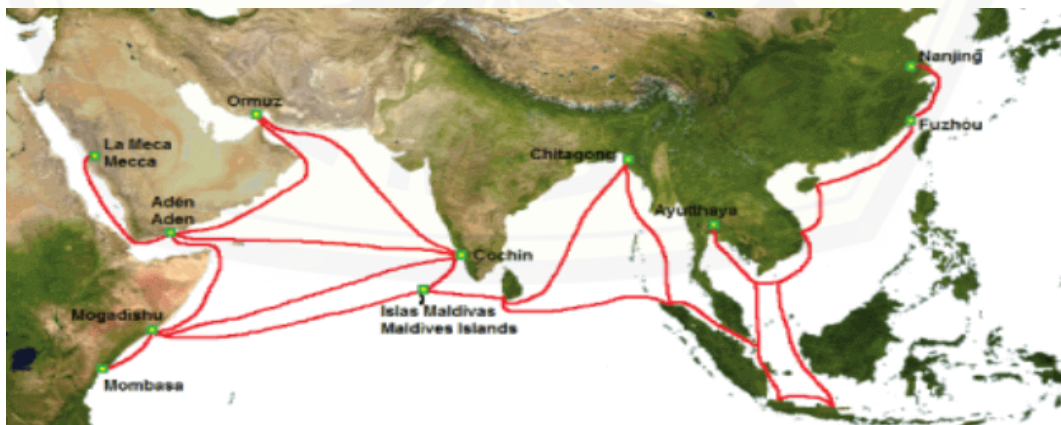 Nanjing
Ormuz
Fuzhou
La Meca
Mecca
Chitagong
Adén
Aden
Ayutthaya
Cochin
Islas Maldivas
Maldives Islands
Mogadishu
Mombasa